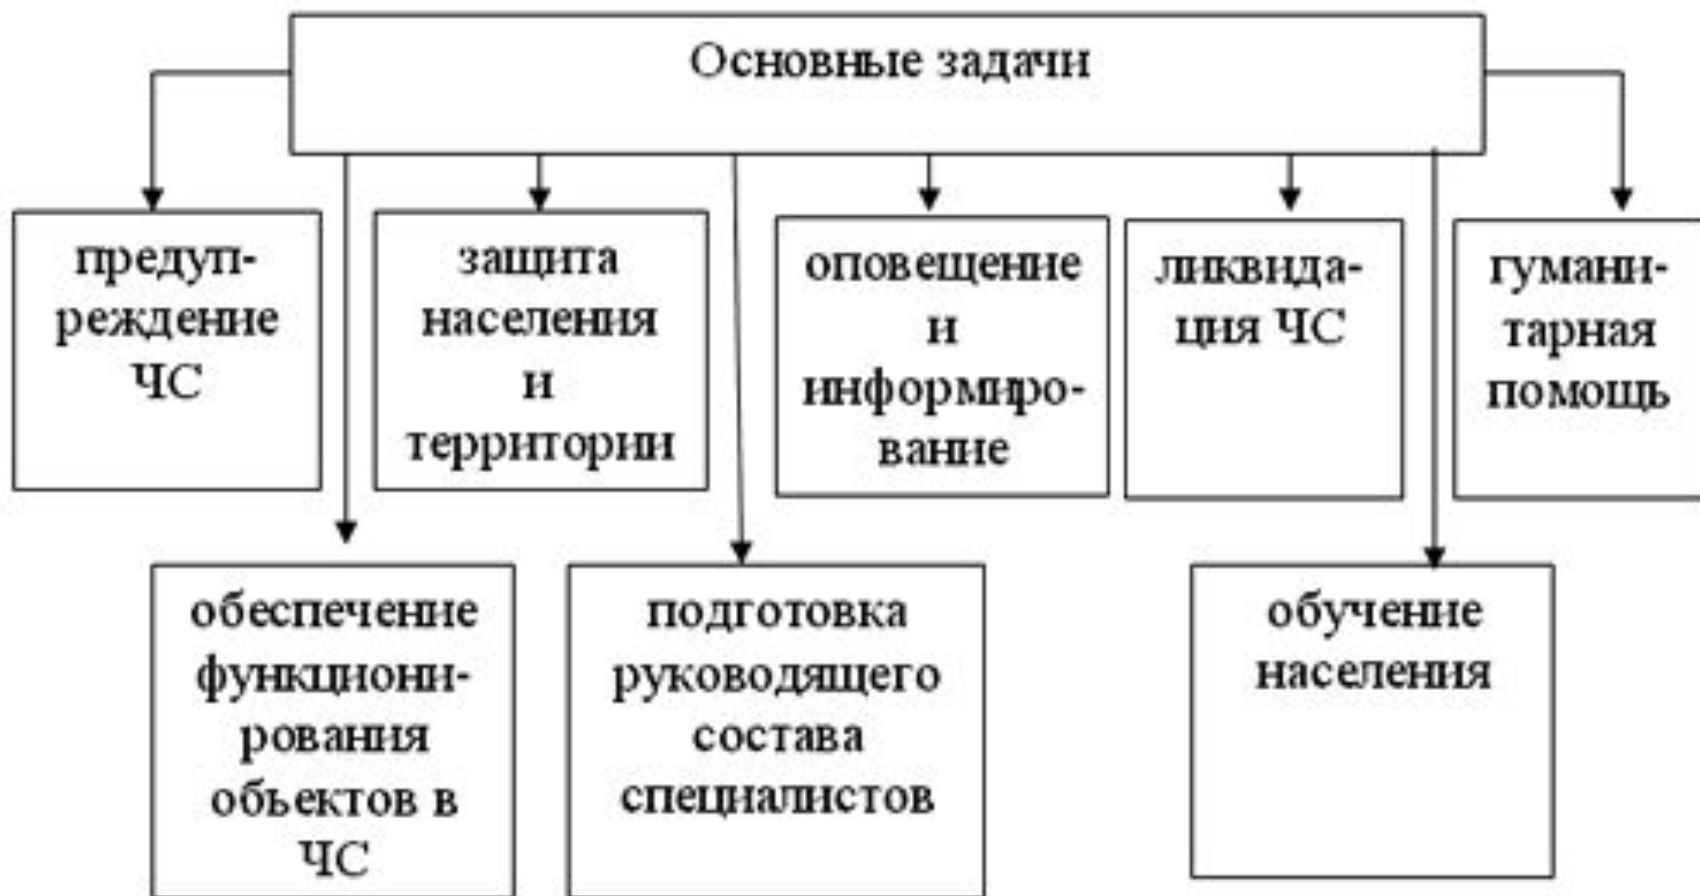 Основные задачи
предуп-
реждение
ЧС
защита
населения
и
территории
оповещение
и
информиро-
вание
ликвида-
ция ЧС
гумани-
тарная
помощь
обеспечение
функциони-
рования
объектов в
ЧС
подготовка
руководящего
состава
специалистов
обучение
населения